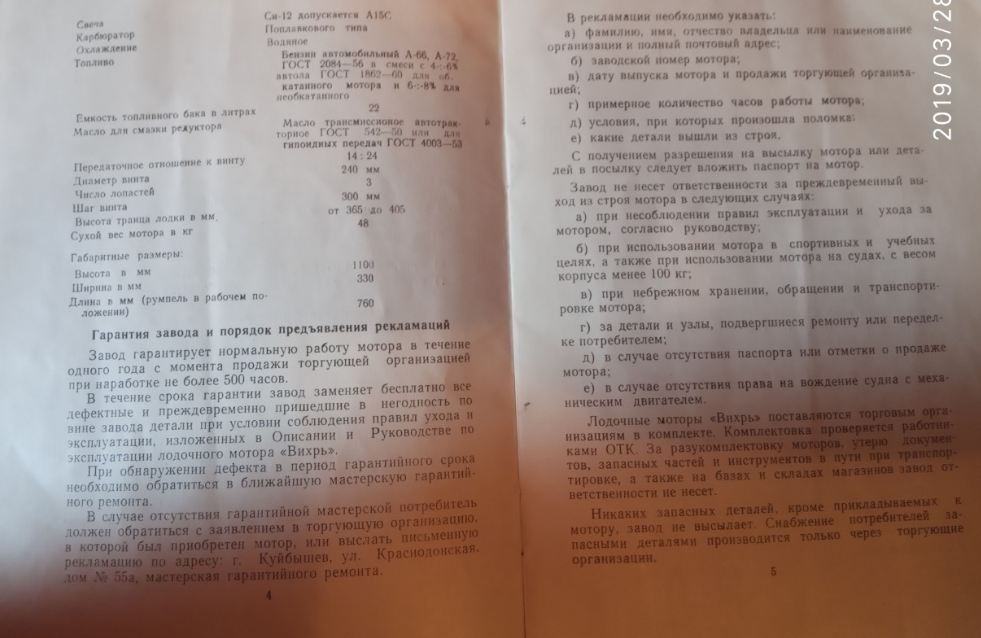 Свеча Си-12 допускается А15С
Карбюратор Поплавкового типа
Охлаждение Водяное
Топливо Бензин автомобильный А-66, А-72,
ГОСТ 2084—56 в смеси с 4÷6%
автола ГОСТ 1862—60 для об.
катанного мотора и 6÷8% для
необкатанного
Емкость топливного бака в литрах 22
Масло для смазки редуктора Масло трансмиссионое автотрак-
торное ГОСТ 542—50 или для
гипоидных передач ГОСТ 4003—53
Передаточное отношение к винту 14 : 24
Диаметр винта 240 мм
Число лопастей 3
Шаг винта 300 мм
Высота транца лодки в мм. от 365 до 405
Сухой вес мотора в кг 48
Габаритные размеры:
Высота в мм 1100
Ширина в мм 330
Длина в мм (румпель в рабочем по-
ложении) 760
Гарантия завода и порядок предъявления рекламаций
Завод гарантирует нормальную работу мотора в течение
одного года с момента продажи торгующей организацией
при наработке не более 500 часов.
В течение срока гарантии завод заменяет бесплатно все
дефектные и преждевременно пришедшие в негодность по
вине завода детали при условии соблюдения правил ухода и
эксплуатации, изложенных в Описании и Руководстве по
эксплуатации лодочного мотора «Вихрь».
При обнаружении дефекта в период гарантийного срока
необходимо обратиться в ближайшую мастерскую гарантий-
ного ремонта.
В случае отсутствия гарантийной мастерской потребитель
должен обратиться с заявлением в торгующую организацию,
в которой был приобретен мотор, или выслать письменную
рекламацию по адресу: г. Куйбышев, ул. Краснодонская,
дом № 55а, мастерская гарантийного ремонта.
4
В рекламации необходимо указать:
а) фамилию, имя, отчество владельца или наименование
организации и полный почтовый адрес;
б) заводской номер мотора;
в) дату выпуска мотора и продажи торгующей организа-
цией;
г) примерное количество часов работы мотора;
д) условия, при которых произошла поломка;
е) какие детали вышли из строя.
С получением разрешения на высылку мотора или дета-
лей в посылку следует вложить паспорт на мотор.
Завод не несет ответственности за преждевременный вы-
ход из строя мотора в следующих случаях:
а) при несоблюдении правил эксплуатации и ухода за
мотором, согласно руководству;
б) при использовании мотора в спортивных и учебных
целях, а также при использовании мотора на судах, с весом
корпуса менее 100 кг;
в) при небрежном хранении, обращении и транспорти-
ровке мотора;
г) за детали и узлы, подвергшиеся ремонту или передел-
ке потребителем;
д) в случае отсутствия паспорта или отметки о продаже
мотора;
е) в случае отсутствия права на вождение судна с меха-
ническим двигателем.
Лодочные моторы «Вихрь» поставляются торговым орга-
низациям в комплекте. Комплектовка проверяется работни-
ками ОТК. За разукомплектовку моторов, утерю докумен-
тов, запасных частей и инструментов в пути при транспор-
тировке, а также на базах и складах магазинов завод от-
ветственности не несет.
Никаких запасных деталей, кроме прикладываемых к
мотору, завод не высылает. Снабжение потребителей за-
пасными деталями производится только через торгующие
организации.
5
2019/03/28